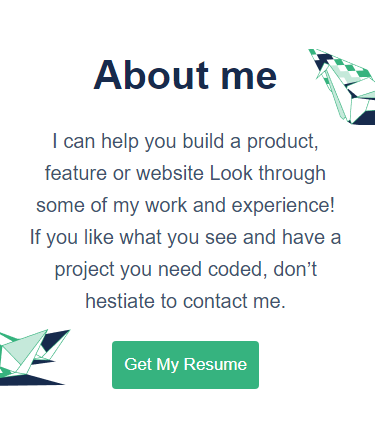 About me
I can help you build a product,
feature or website Look through
some of my work and experience!
If you like what you see and have a
project you need coded, don’t
hestiate to contact me.
Get My Resume